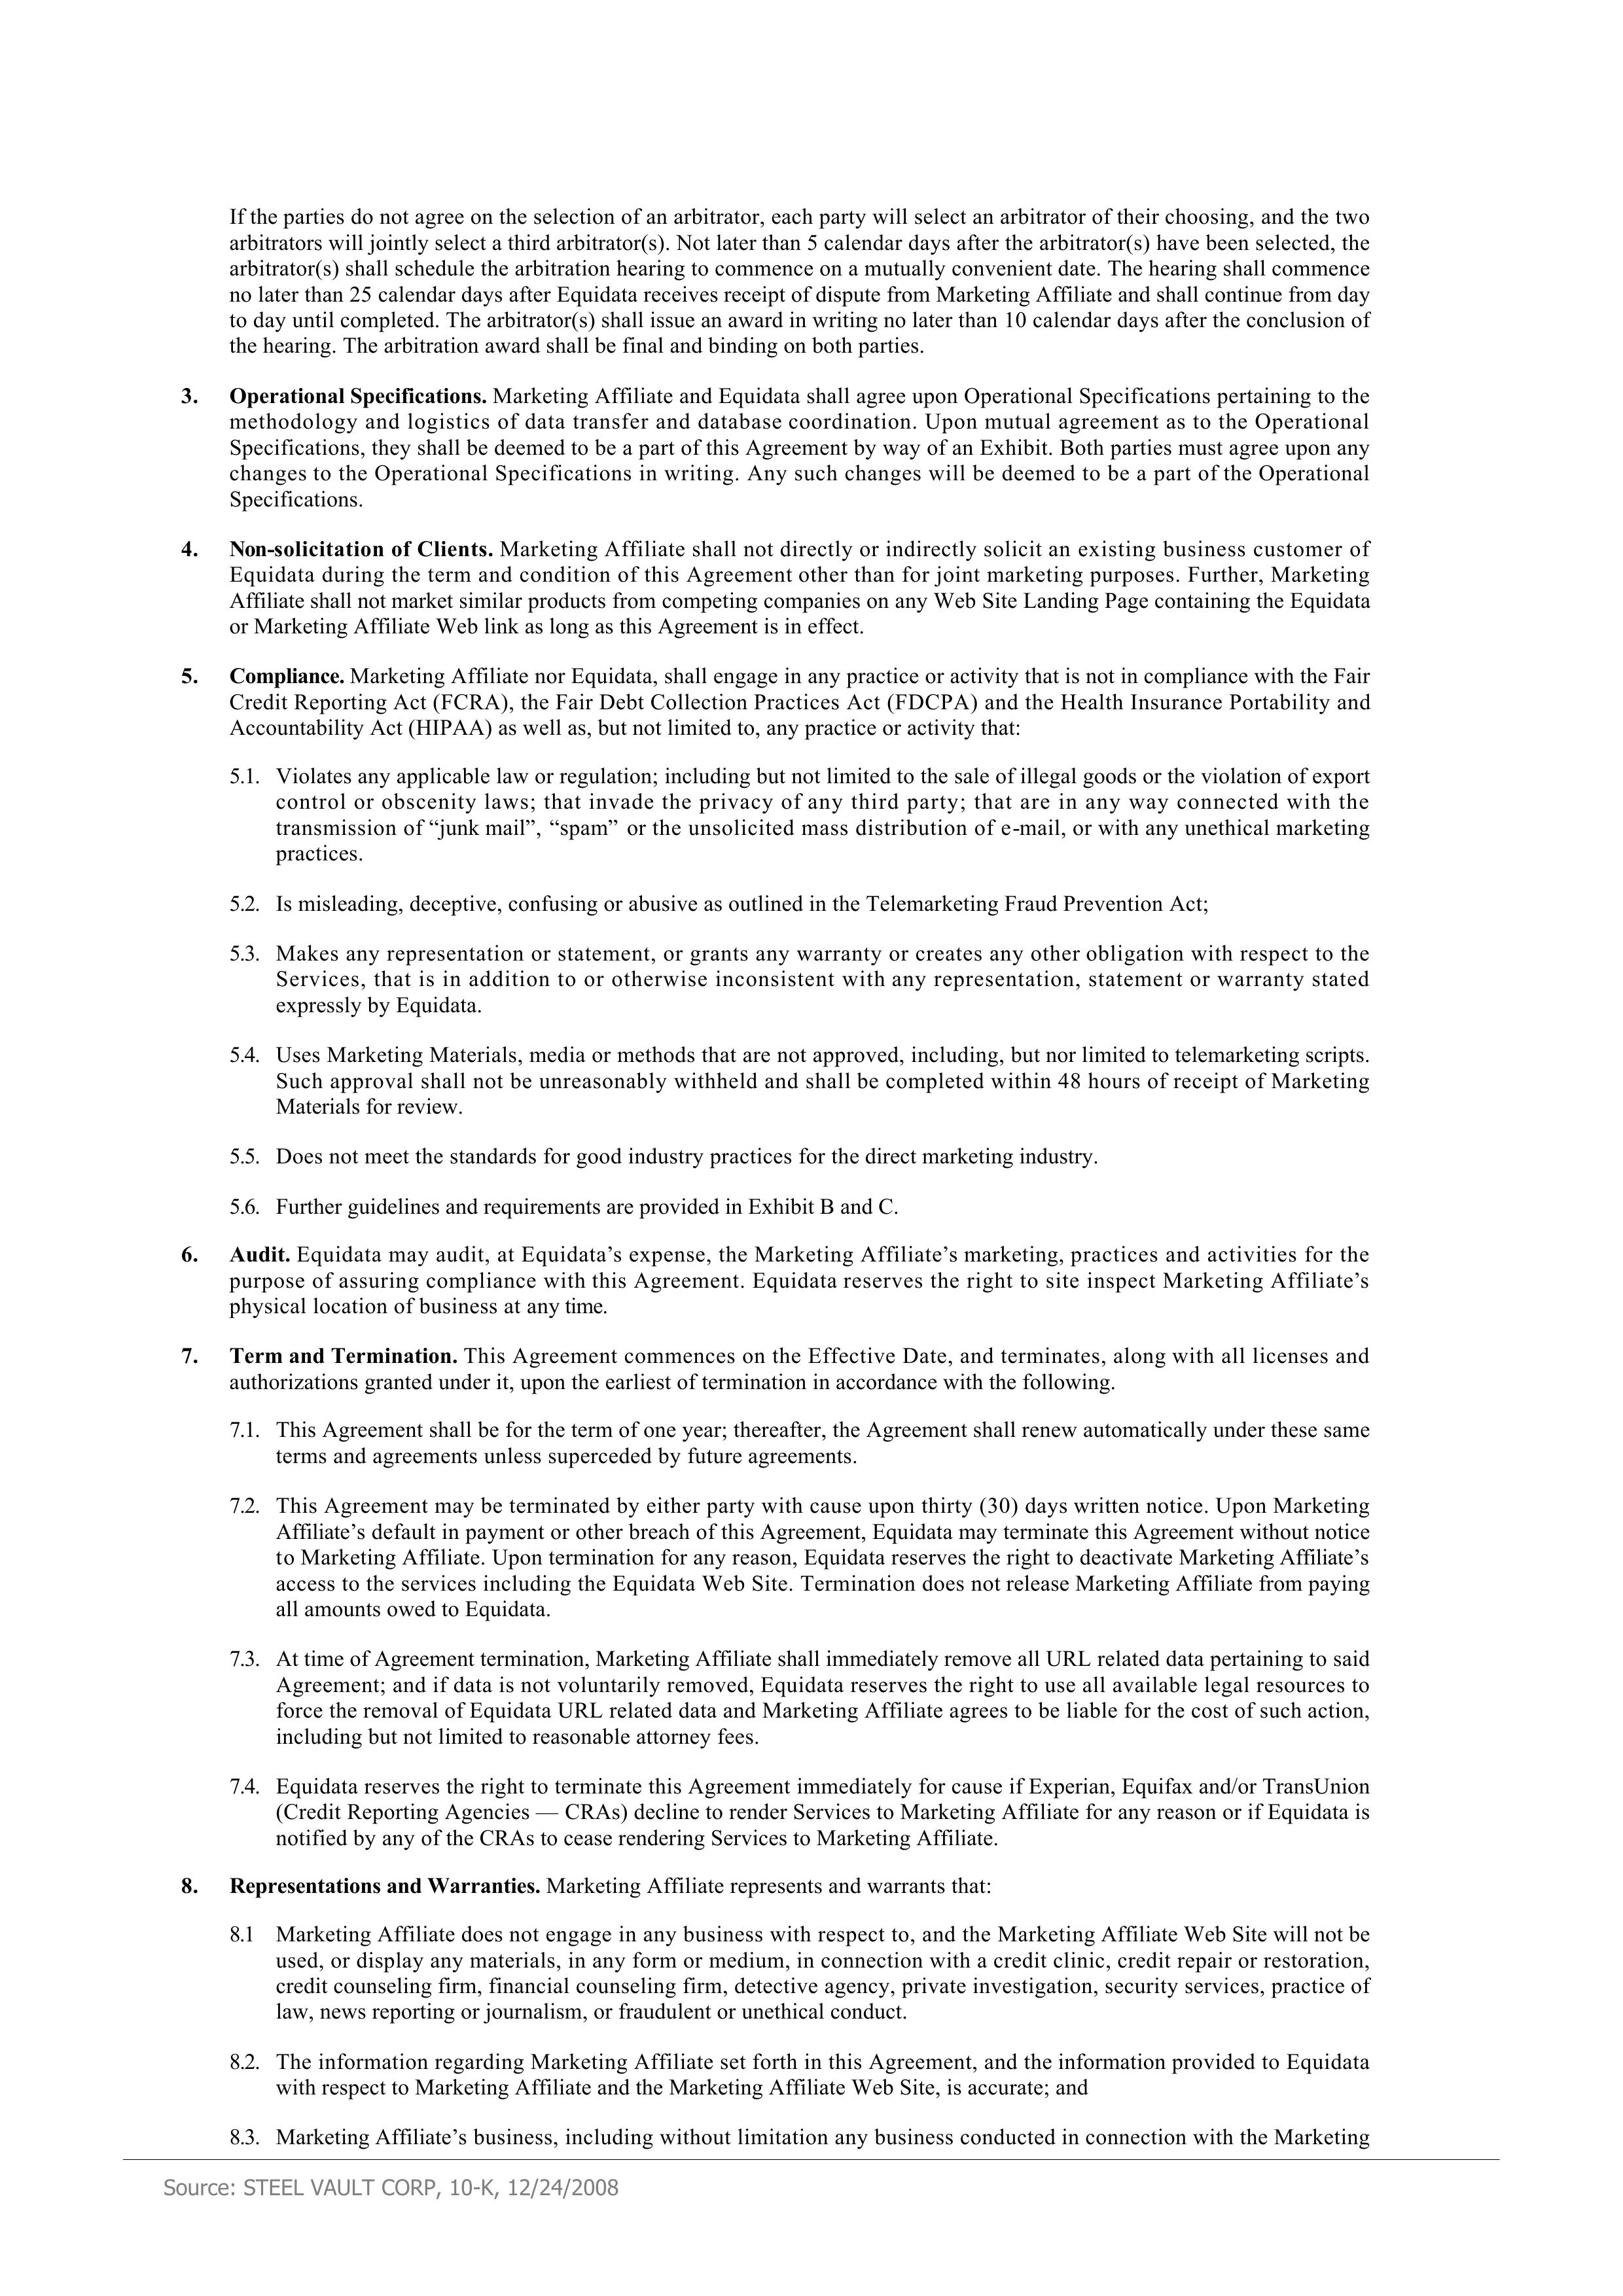 If the parties do not agree on the selection of an arbitrator, each party will select an arbitrator of their choosing, and the two
arbitrators will jointly select a third arbitrator(s). Not later than 5 calendar days after the arbitrator(s) have been selected, the
arbitrator(s) shall schedule the arbitration hearing to commence on a mutually convenient date. The hearing shall commence
no later than 25 calendar days after Equidata receives receipt of dispute from Marketing Affiliate and shall continue from day
to day until completed. The arbitrator(s) shall issue an award in writing no later than 10 calendar days after the conclusion of
the hearing. The arbitration award shall be final and binding on both parties.
3. Operational Specifications. Marketing Affiliate and Equidata shall agree upon Operational Specifications pertaining to the
methodology and logistics of data transfer and database coordination. Upon mutual agreement as to the Operational
Specifications, they shall be deemed to be a part of this Agreement by way of an Exhibit. Both parties must agree upon any
changes to the Operational Specifications in writing. Any such changes will be deemed to be a part of the Operational
Specifications.
4. Non-solicitation of Clients. Marketing Affiliate shall not directly or indirectly solicit an existing business customer of
Equidata during the term and condition of this Agreement other than for joint marketing purposes. Further, Marketing
Affiliate shall not market similar products from competing companies on any Web Site Landing Page containing the Equidata
or Marketing Affiliate Web link as long as this Agreement is in effect.
5. Compliance. Marketing Affiliate nor Equidata, shall engage in any practice or activity that is not in compliance with the Fair
Credit Reporting Act (FCRA), the Fair Debt Collection Practices Act (FDCPA) and the Health Insurance Portability and
Accountability Act (HIPAA) as well as, but not limited to, any practice or activity that:
5.1. Violates any applicable law or regulation; including but not limited to the sale of illegal goods or the violation of export
control or obscenity laws; that invade the privacy of any third party; that are in any way connected with the
transmission of “junk mail”, “spam” or the unsolicited mass distribution of e-mail, or with any unethical marketing
practices.
5.2. Is misleading, deceptive, confusing or abusive as outlined in the Telemarketing Fraud Prevention Act;
5.3. Makes any representation or statement, or grants any warranty or creates any other obligation with respect to the
Services, that is in addition to or otherwise inconsistent with any representation, statement or warranty stated
expressly by Equidata.
5.4. Uses Marketing Materials, media or methods that are not approved, including, but nor limited to telemarketing scripts.
Such approval shall not be unreasonably withheld and shall be completed within 48 hours of receipt of Marketing
Materials for review.
5.5. Does not meet the standards for good industry practices for the direct marketing industry.
5.6. Further guidelines and requirements are provided in Exhibit B and C.
6. Audit. Equidata may audit, at Equidata’s expense, the Marketing Affiliate’s marketing, practices and activities for the
purpose of assuring compliance with this Agreement. Equidata reserves the right to site inspect Marketing Affiliate’s
physical location of business at any time.
7. Term and Termination. This Agreement commences on the Effective Date, and terminates, along with all licenses and
authorizations granted under it, upon the earliest of termination in accordance with the following.
7.1. This Agreement shall be for the term of one year; thereafter, the Agreement shall renew automatically under these same
terms and agreements unless superceded by future agreements.
7.2. This Agreement may be terminated by either party with cause upon thirty (30) days written notice. Upon Marketing
Affiliate’s default in payment or other breach of this Agreement, Equidata may terminate this Agreement without notice
to Marketing Affiliate. Upon termination for any reason, Equidata reserves the right to deactivate Marketing Affiliate’s
access to the services including the Equidata Web Site. Termination does not release Marketing Affiliate from paying
all amounts owed to Equidata.
7.3. At time of Agreement termination, Marketing Affiliate shall immediately remove all URL related data pertaining to said
Agreement; and if data is not voluntarily removed, Equidata reserves the right to use all available legal resources to
force the removal of Equidata URL related data and Marketing Affiliate agrees to be liable for the cost of such action,
including but not limited to reasonable attorney fees.
7.4. Equidata reserves the right to terminate this Agreement immediately for cause if Experian, Equifax and/or TransUnion
(Credit Reporting Agencies — CRAs) decline to render Services to Marketing Affiliate for any reason or if Equidata is
notified by any of the CRAs to cease rendering Services to Marketing Affiliate.
8. Representations and Warranties. Marketing Affiliate represents and warrants that:
8.1 Marketing Affiliate does not engage in any business with respect to, and the Marketing Affiliate Web Site will not be
used, or display any materials, in any form or medium, in connection with a credit clinic, credit repair or restoration,
credit counseling firm, financial counseling firm, detective agency, private investigation, security services, practice of
law, news reporting or journalism, or fraudulent or unethical conduct.
8.2. The information regarding Marketing Affiliate set forth in this Agreement, and the information provided to Equidata
with respect to Marketing Affiliate and the Marketing Affiliate Web Site, is accurate; and
8.3. Marketing Affiliate’s business, including without limitation any business conducted in connection with the Marketing
Source: STEEL VAULT CORP, 10-K, 12/24/2008